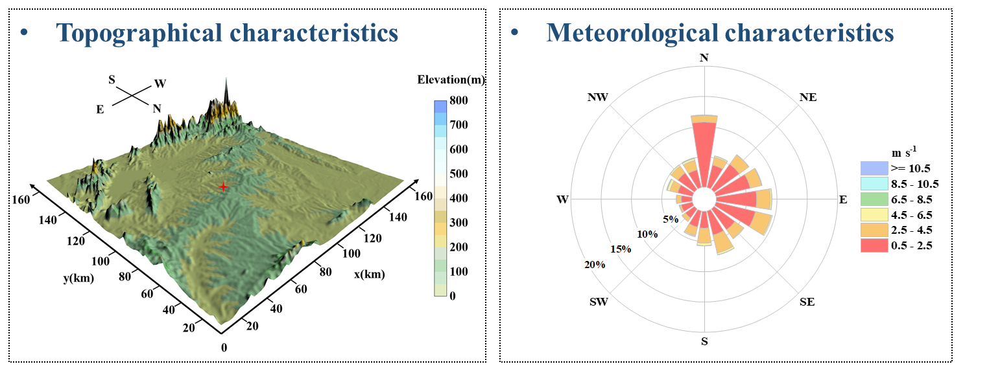 • Topographical characteristics
S
W
E
N
Elevation(m)
800
700
600
500
400
300
200
100
0
160
140
120
100
80
60
40
20
0
y(km)
20
40
60
80
100
120
140
160
x(km)
• Meteorological characteristics
N
NW
NE
W
E
5%
10%
15%
20%
SW
SE
S
m s⁻¹
>= 10.5
8.5 - 10.5
6.5 - 8.5
4.5 - 6.5
2.5 - 4.5
0.5 - 2.5